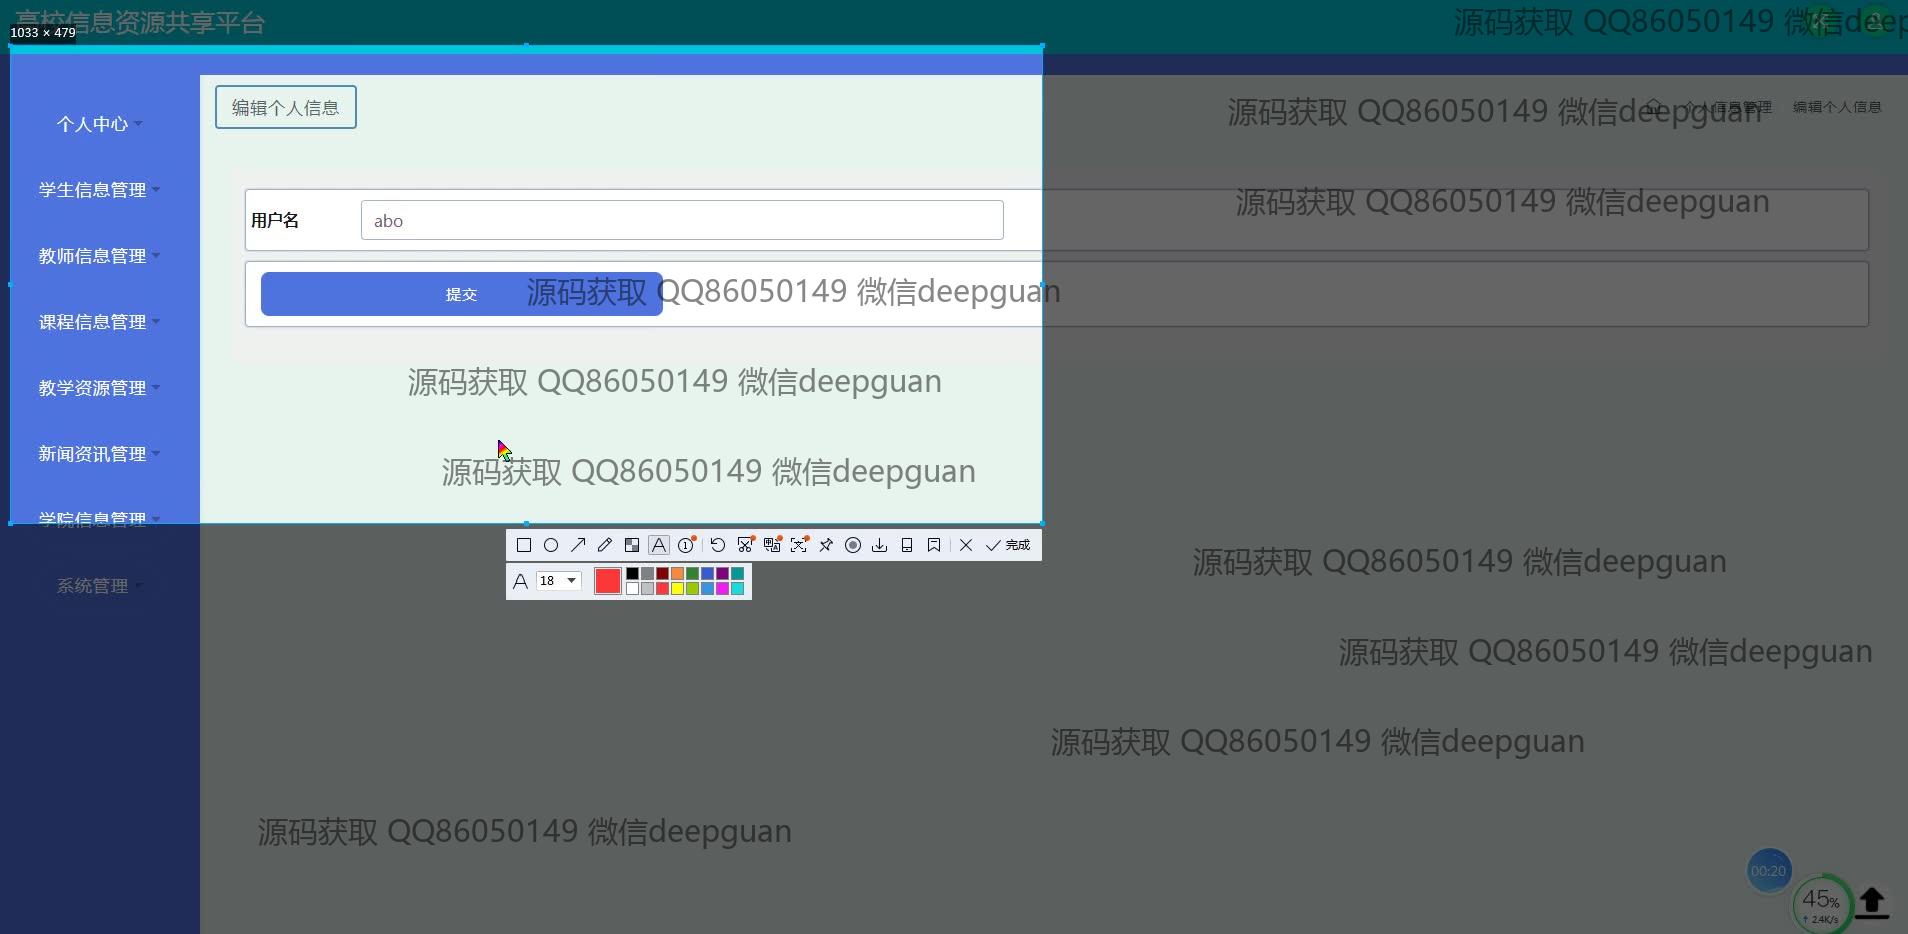 高校信息资源共享平台
源码获取 QQ86050149 微信deep
1033 × 479
编辑个人信息
源码获取 QQ86050149 微信deepguan
个人信息管理
编辑个人信息
个人中心
学生信息管理
源码获取 QQ86050149 微信deepguan
用户名
abo
教师信息管理
提交
源码获取 QQ86050149 微信deepguan
课程信息管理
教学资源管理
源码获取 QQ86050149 微信deepguan
新闻资讯管理
源码获取 QQ86050149 微信deepguan
学院信息管理
完成
源码获取 QQ86050149 微信deepguan
18
系统管理
源码获取 QQ86050149 微信deepguan
源码获取 QQ86050149 微信deepguan
源码获取 QQ86050149 微信deepguan
00:20
45%
↑ 2.4K/s